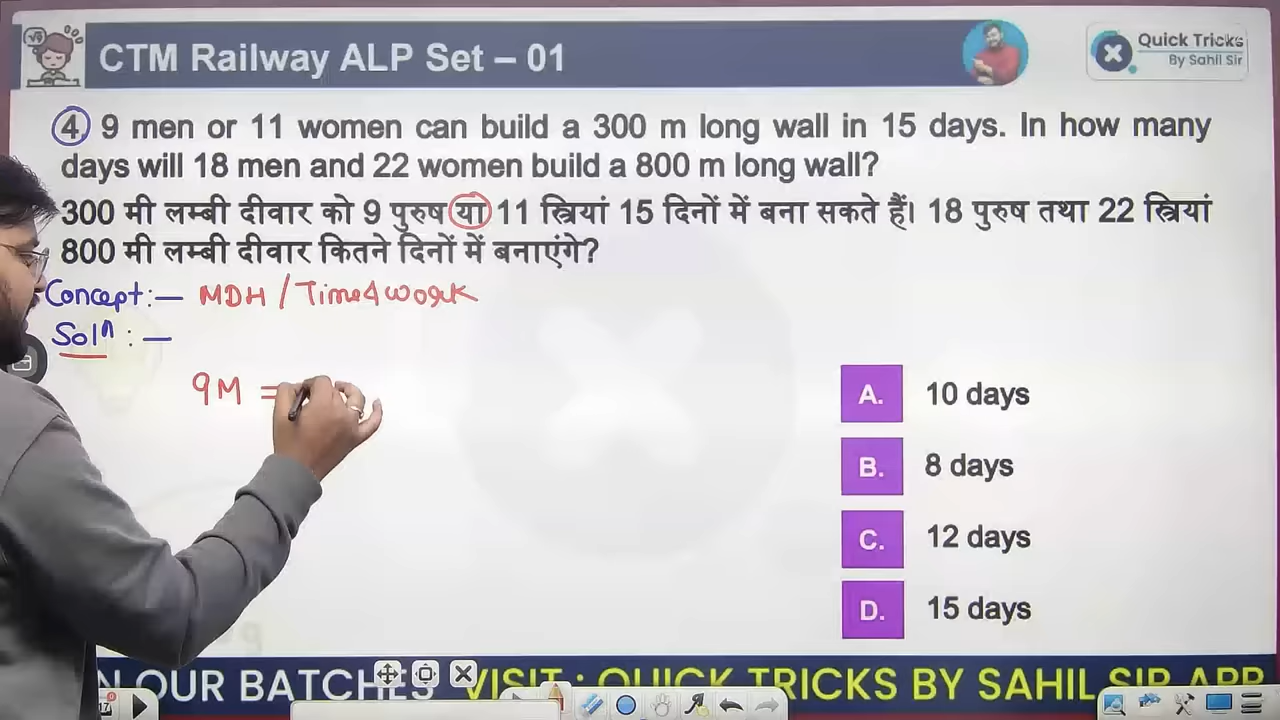 CTM Railway ALP Set – 01
Quick Tricks
By Sahil Sir
4. 9 men or 11 women can build a 300 m long wall in 15 days. In how many
days will 18 men and 22 women build a 800 m long wall?
300 मी लम्बी दीवार को 9 पुरुष या 11 स्त्रियां 15 दिनों में बना सकते हैं। 18 पुरुष तथा 22 स्त्रियां
800 मी लम्बी दीवार कितने दिनों में बनाएंगे?
Concept:— MDH / Time & Work
Solⁿ : —
9M =
A. 10 days
B. 8 days
C. 12 days
D. 15 days
N OUR BATCHES VISIT : QUICK TRICKS BY SAHIL SIR APP